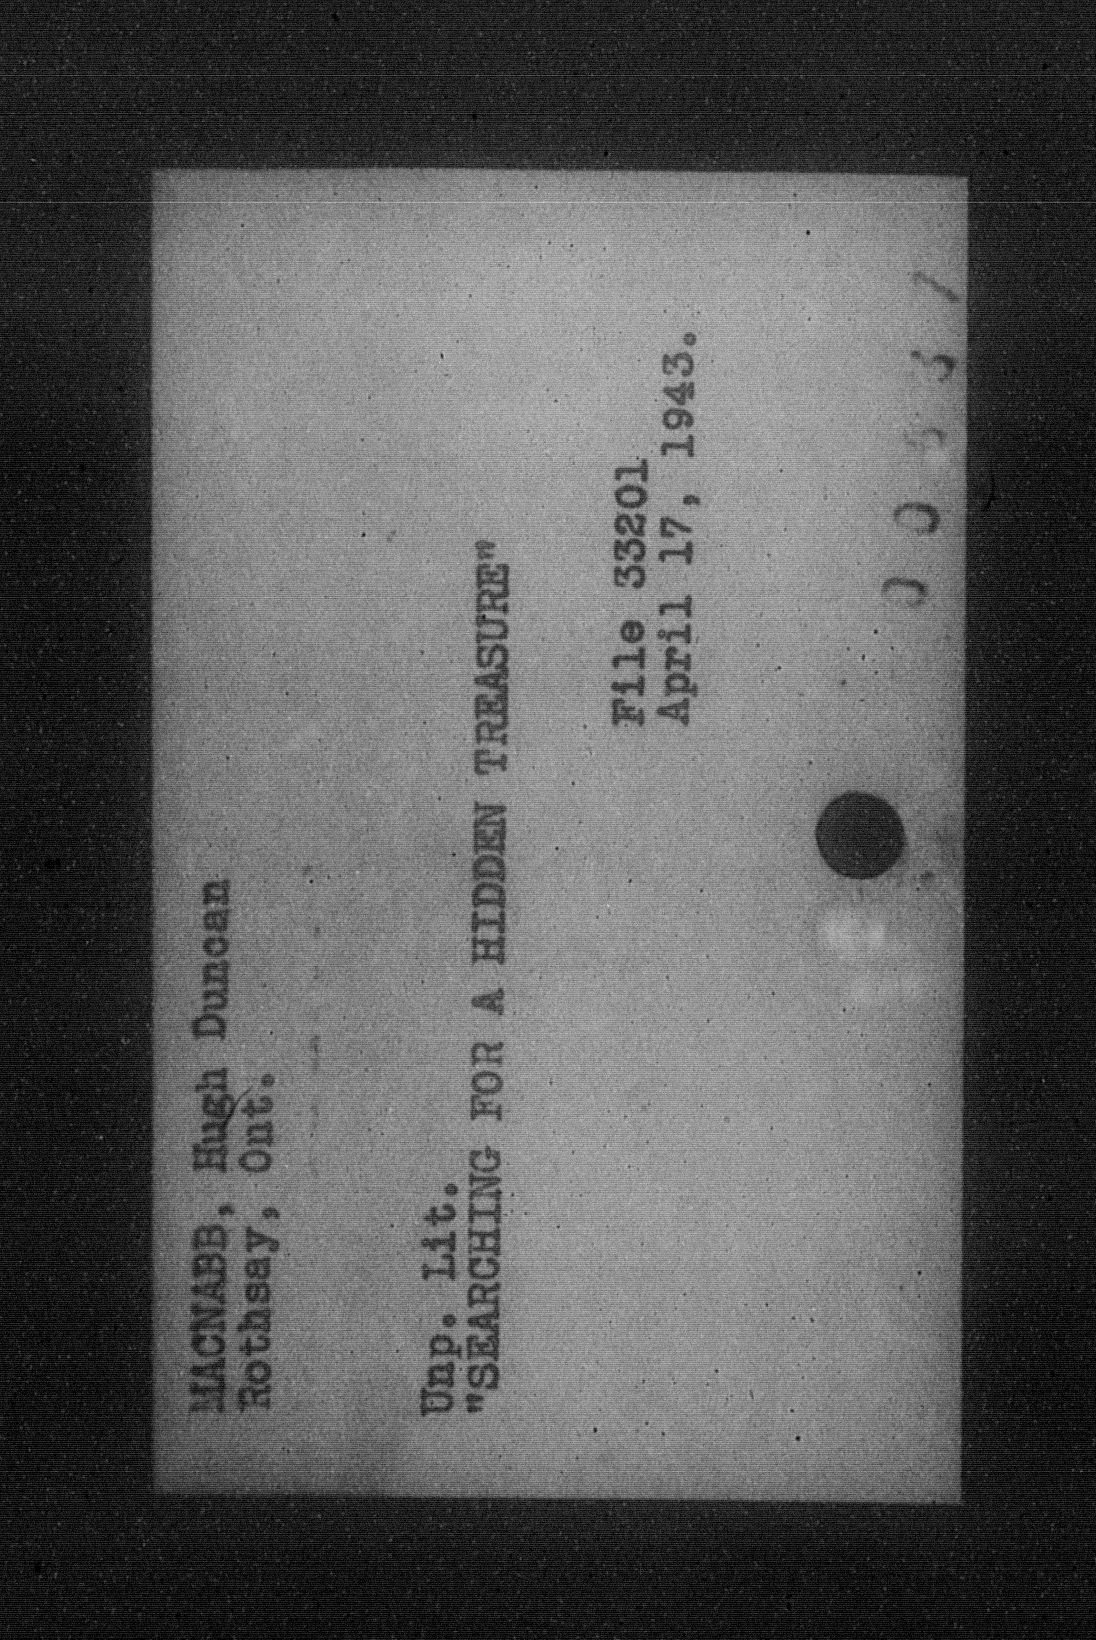 MACNABB, Hugh Duncan
Rothsay, Ont.
Unp. Lit.
"SEARCHING FOR A HIDDEN TREASURE"
File 33201
April 17, 1943.